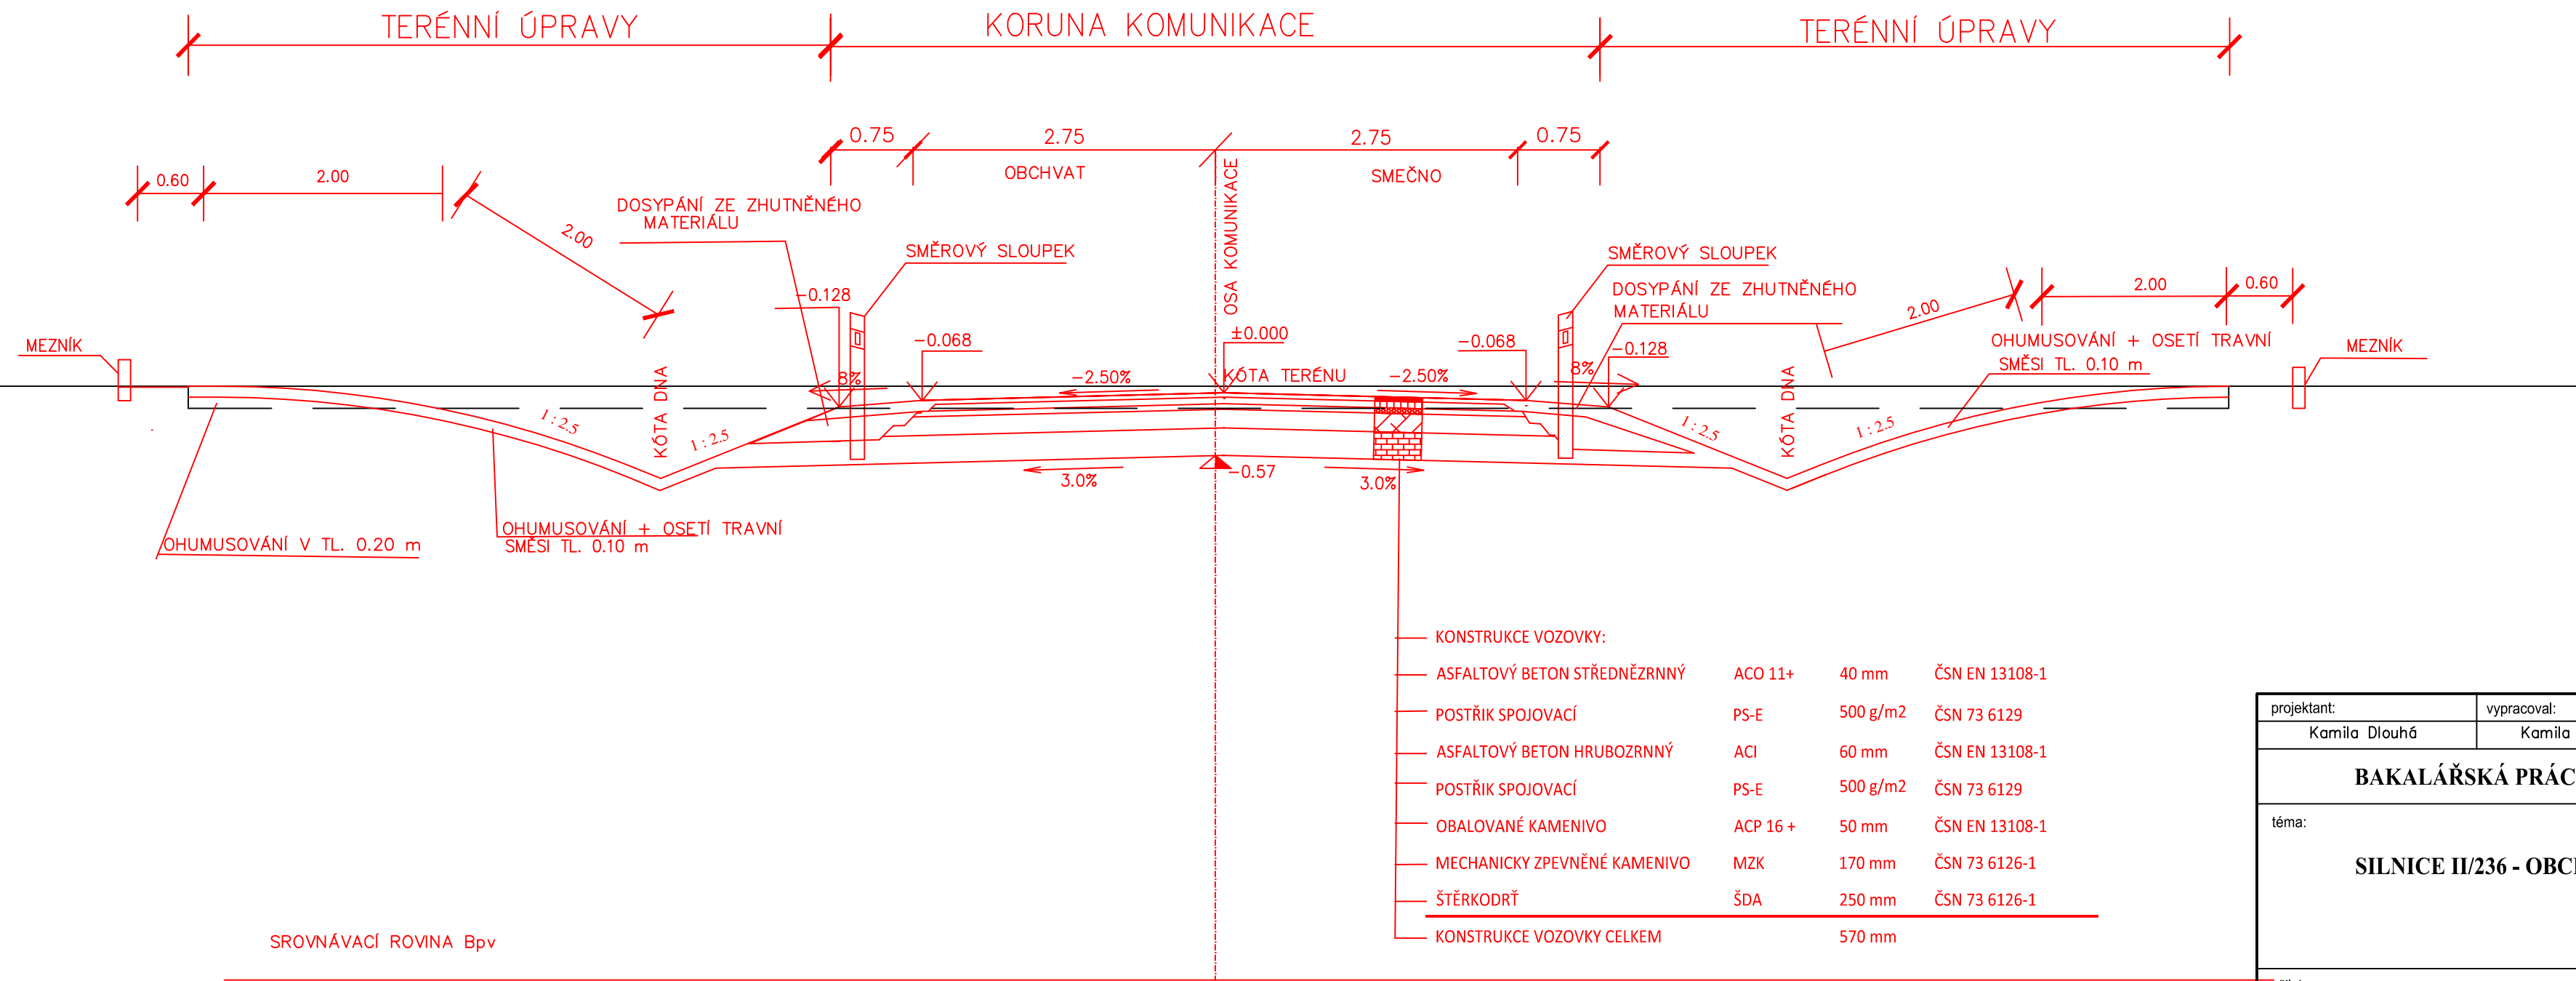 TERÉNNÍ ÚPRAVY
KORUNA KOMUNIKACE
TERÉNNÍ ÚPRAVY
0.75
2.75
2.75
0.75
OBCHVAT
SMEČNO
0.60
2.00
2.00
DOSYPÁNÍ ZE ZHUTNĚNÉHO
MATERIÁLU
SMĚROVÝ SLOUPEK
OSA KOMUNIKACE
SMĚROVÝ SLOUPEK
DOSYPÁNÍ ZE ZHUTNĚNÉHO
MATERIÁLU
2.00
2.00
0.60
-0.128
-0.068
±0.000
-0.068
-0.128
OHUMUSOVÁNÍ + OSETÍ TRAVNÍ
SMĚSI TL. 0.10 m
MEZNÍK
MEZNÍK
8%
-2.50%
KÓTA TERÉNU
-2.50%
8%
KÓTA DNA
KÓTA DNA
1 : 2.5
1 : 2.5
1 : 2.5
1 : 2.5
3.0%
-0.57
3.0%
OHUMUSOVÁNÍ V TL. 0.20 m
OHUMUSOVÁNÍ + OSETÍ TRAVNÍ
SMĚSI TL. 0.10 m
KONSTRUKCE VOZOVKY:
ASFALTOVÝ BETON STŘEDNĚZRNNÝ ACO 11+ 40 mm ČSN EN 13108-1
POSTŘIK SPOJOVACÍ PS-E 500 g/m2 ČSN 73 6129
ASFALTOVÝ BETON HRUBOZRNNÝ ACI 60 mm ČSN EN 13108-1
POSTŘIK SPOJOVACÍ PS-E 500 g/m2 ČSN 73 6129
OBALOVANÉ KAMENIVO ACP 16 + 50 mm ČSN EN 13108-1
MECHANICKY ZPEVNĚNÉ KAMENIVO MZK 170 mm ČSN 73 6126-1
ŠTĚRKODRŤ ŠDA 250 mm ČSN 73 6126-1
KONSTRUKCE VOZOVKY CELKEM 570 mm
SROVNÁVACÍ ROVINA Bpv
projektant: vypracoval:
Kamila Dlouhá Kamila
BAKALÁŘSKÁ PRÁC
téma:
SILNICE II/236 - OBC